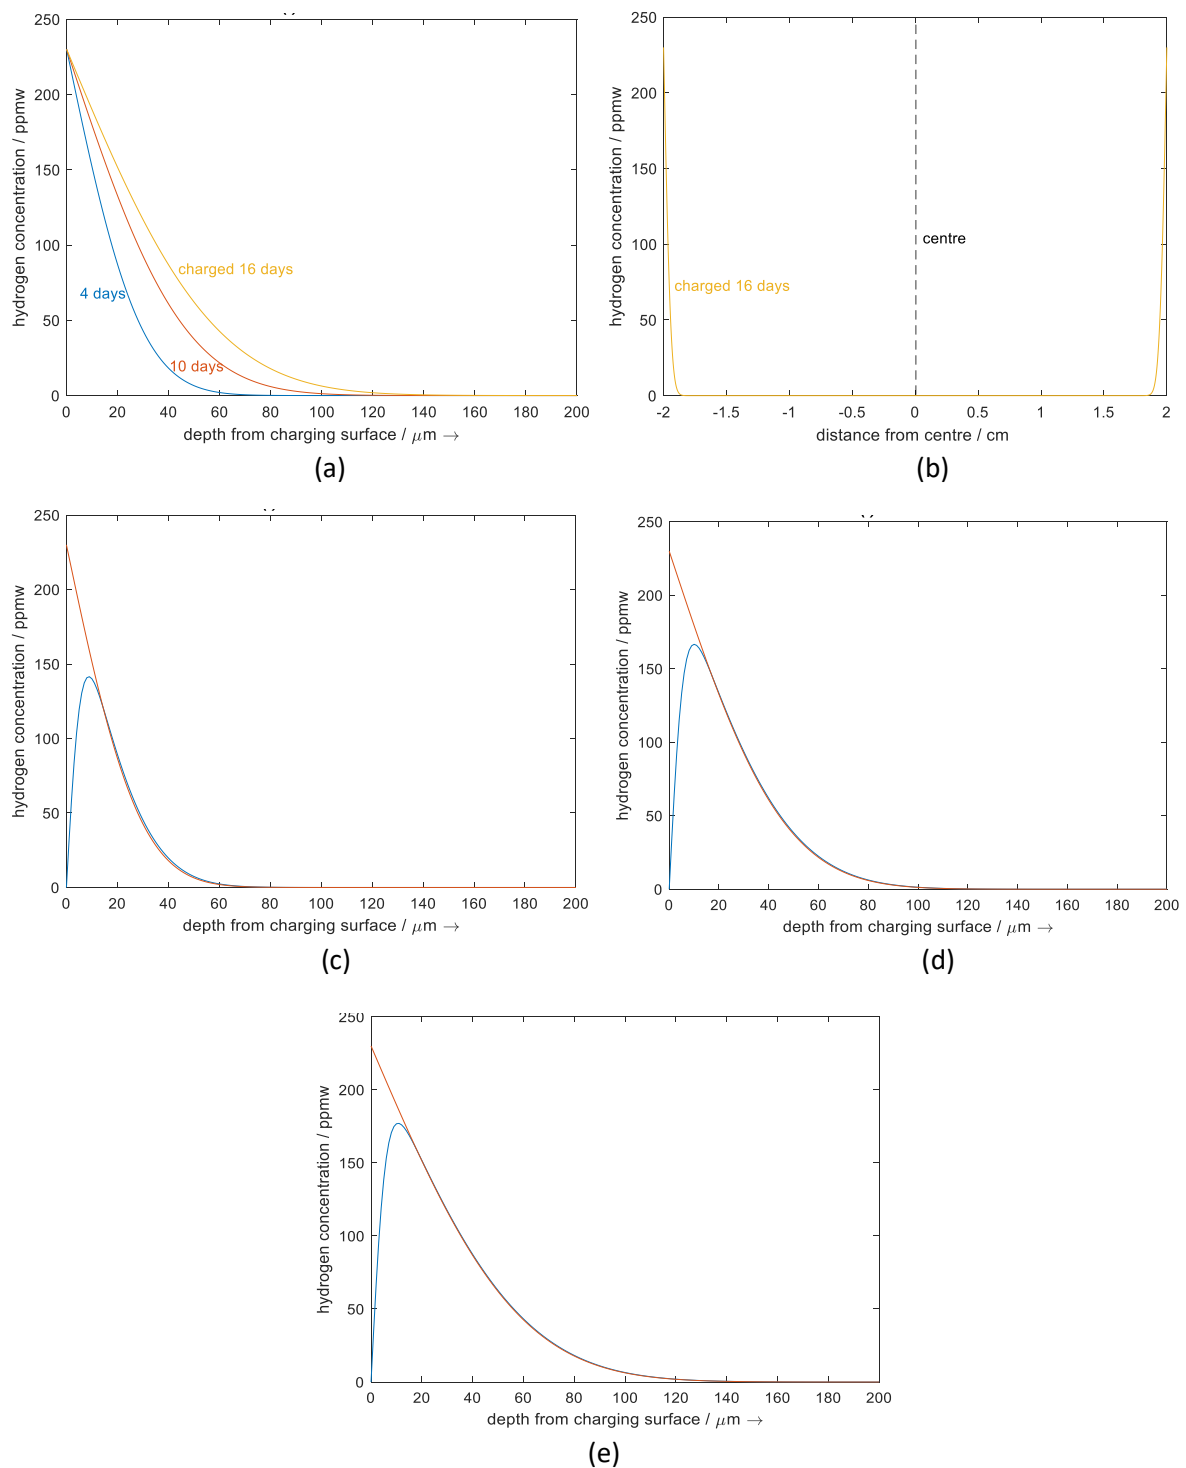 250
200
150
100
50
0
hydrogen concentration / ppmw
charged 16 days
4 days
10 days
0 20 40 60 80 100 120 140 160 180 200
depth from charging surface / μm →
(a)
250
200
150
100
50
0
hydrogen concentration / ppmw
centre
charged 16 days
-2 -1.5 -1 -0.5 0 0.5 1 1.5 2
distance from centre / cm
(b)
250
200
150
100
50
0
hydrogen concentration / ppmw
0 20 40 60 80 100 120 140 160 180 200
depth from charging surface / μm →
(c)
250
200
150
100
50
0
hydrogen concentration / ppmw
0 20 40 60 80 100 120 140 160 180 200
depth from charging surface / μm →
(d)
250
200
150
100
50
0
hydrogen concentration / ppmw
0 20 40 60 80 100 120 140 160 180 200
depth from charging surface / μm →
(e)